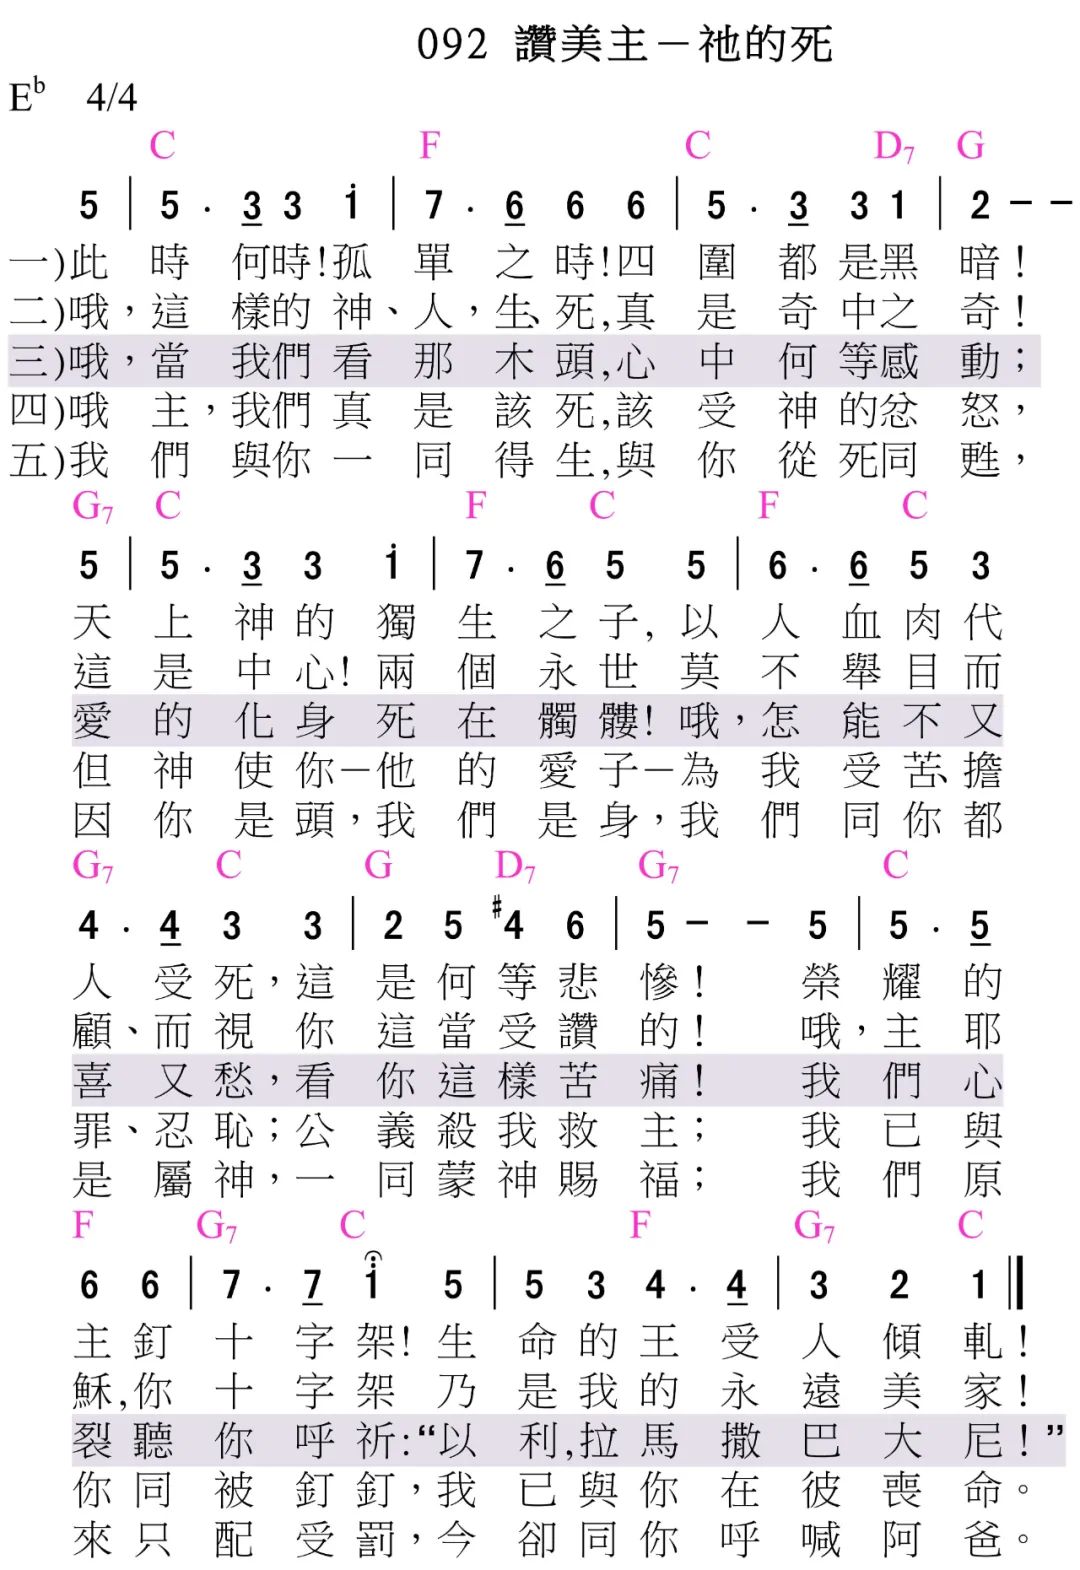 092 讚美主－祂的死
E♭ 4/4
C F C D7 G
5 | 5 · 3 3 i | 7 · 6 6 6 | 5 · 3 3 1 | 2 － －
一)此時何時!孤單之時!四圍都是黑暗!
二)哦，這樣的神、人，生、死,真是奇中之奇!
三)哦，當我們看那木頭,心中何等感動；
四)哦主，我們真是該死,該受神的忿怒，
五)我們與你一同得生,與你從死同甦，
G7 C F C F C
5 | 5 · 3 3 i | 7 · 6 5 5 | 6 · 6 5 3
天上神的獨生之子,以人血肉代
這是中心!兩個永世莫不舉目而
愛的化身死在髑髏!哦，怎能不又
但神使你－他的愛子－為我受苦、擔
因你是頭，我們是身，我們同你都
G7 C G D7 G7 C
4 · 4 3 3 | 2 5 #4 6 | 5 － － 5 | 5 · 5
人受死，這是何等悲慘! 榮耀的
顧、而視你這當受讚的! 哦，主耶
喜又愁，看你這樣苦痛! 我們心
罪、忍恥；公義殺我救主； 我已與
是屬神，一同蒙神賜福； 我們原
F G7 C F G7 C
6 6 | 7 · 7 i 5 | 5 3 4 · 4 | 3 2 1 ‖
主釘十字架!生命的王受人傾軋!
穌,你十字架乃是我的永遠美家!
裂聽你呼祈:“以利,拉馬撒巴大尼!”
你同被釘釘，我已與你在彼喪命。
來只配受罰，今卻同你呼喊阿爸。